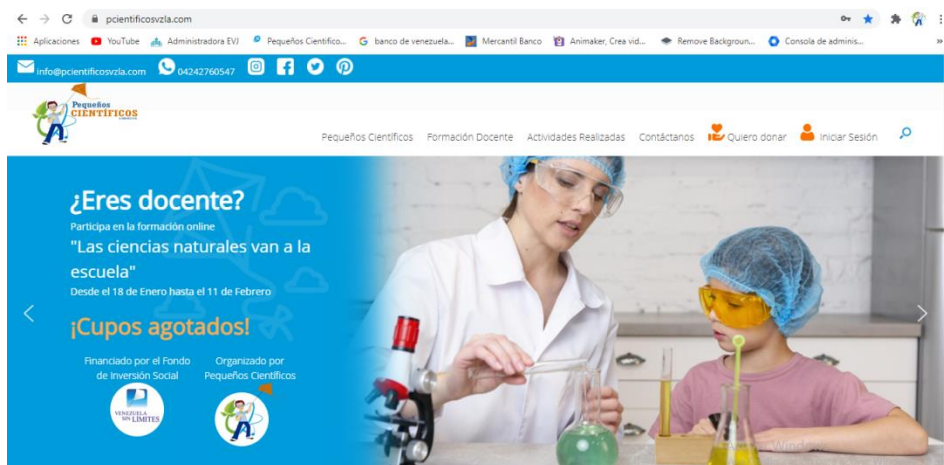 pcientificosvzla.com
Aplicaciones YouTube Administradora EVJ Pequeños Científico... banco de venezuela... Mercantil Banco Animaker, Crea vid... Remove Backgroun... Consola de adminis... »
info@pcientificosvzla.com 04242760547
Pequeños
CIENTÍFICOS
Pequeños Científicos Formación Docente Actividades Realizadas Contáctanos Quiero donar Iniciar Sesión
¿Eres docente?
Participa en la formación online
"Las ciencias naturales van a la
escuela"
Desde el 18 de Enero hasta el 11 de Febrero
¡Cupos agotados!
Financiado por el Fondo
de Inversión Social
Organizado por
Pequeños Científicos
VENEZUELA
SIN LÍMITES